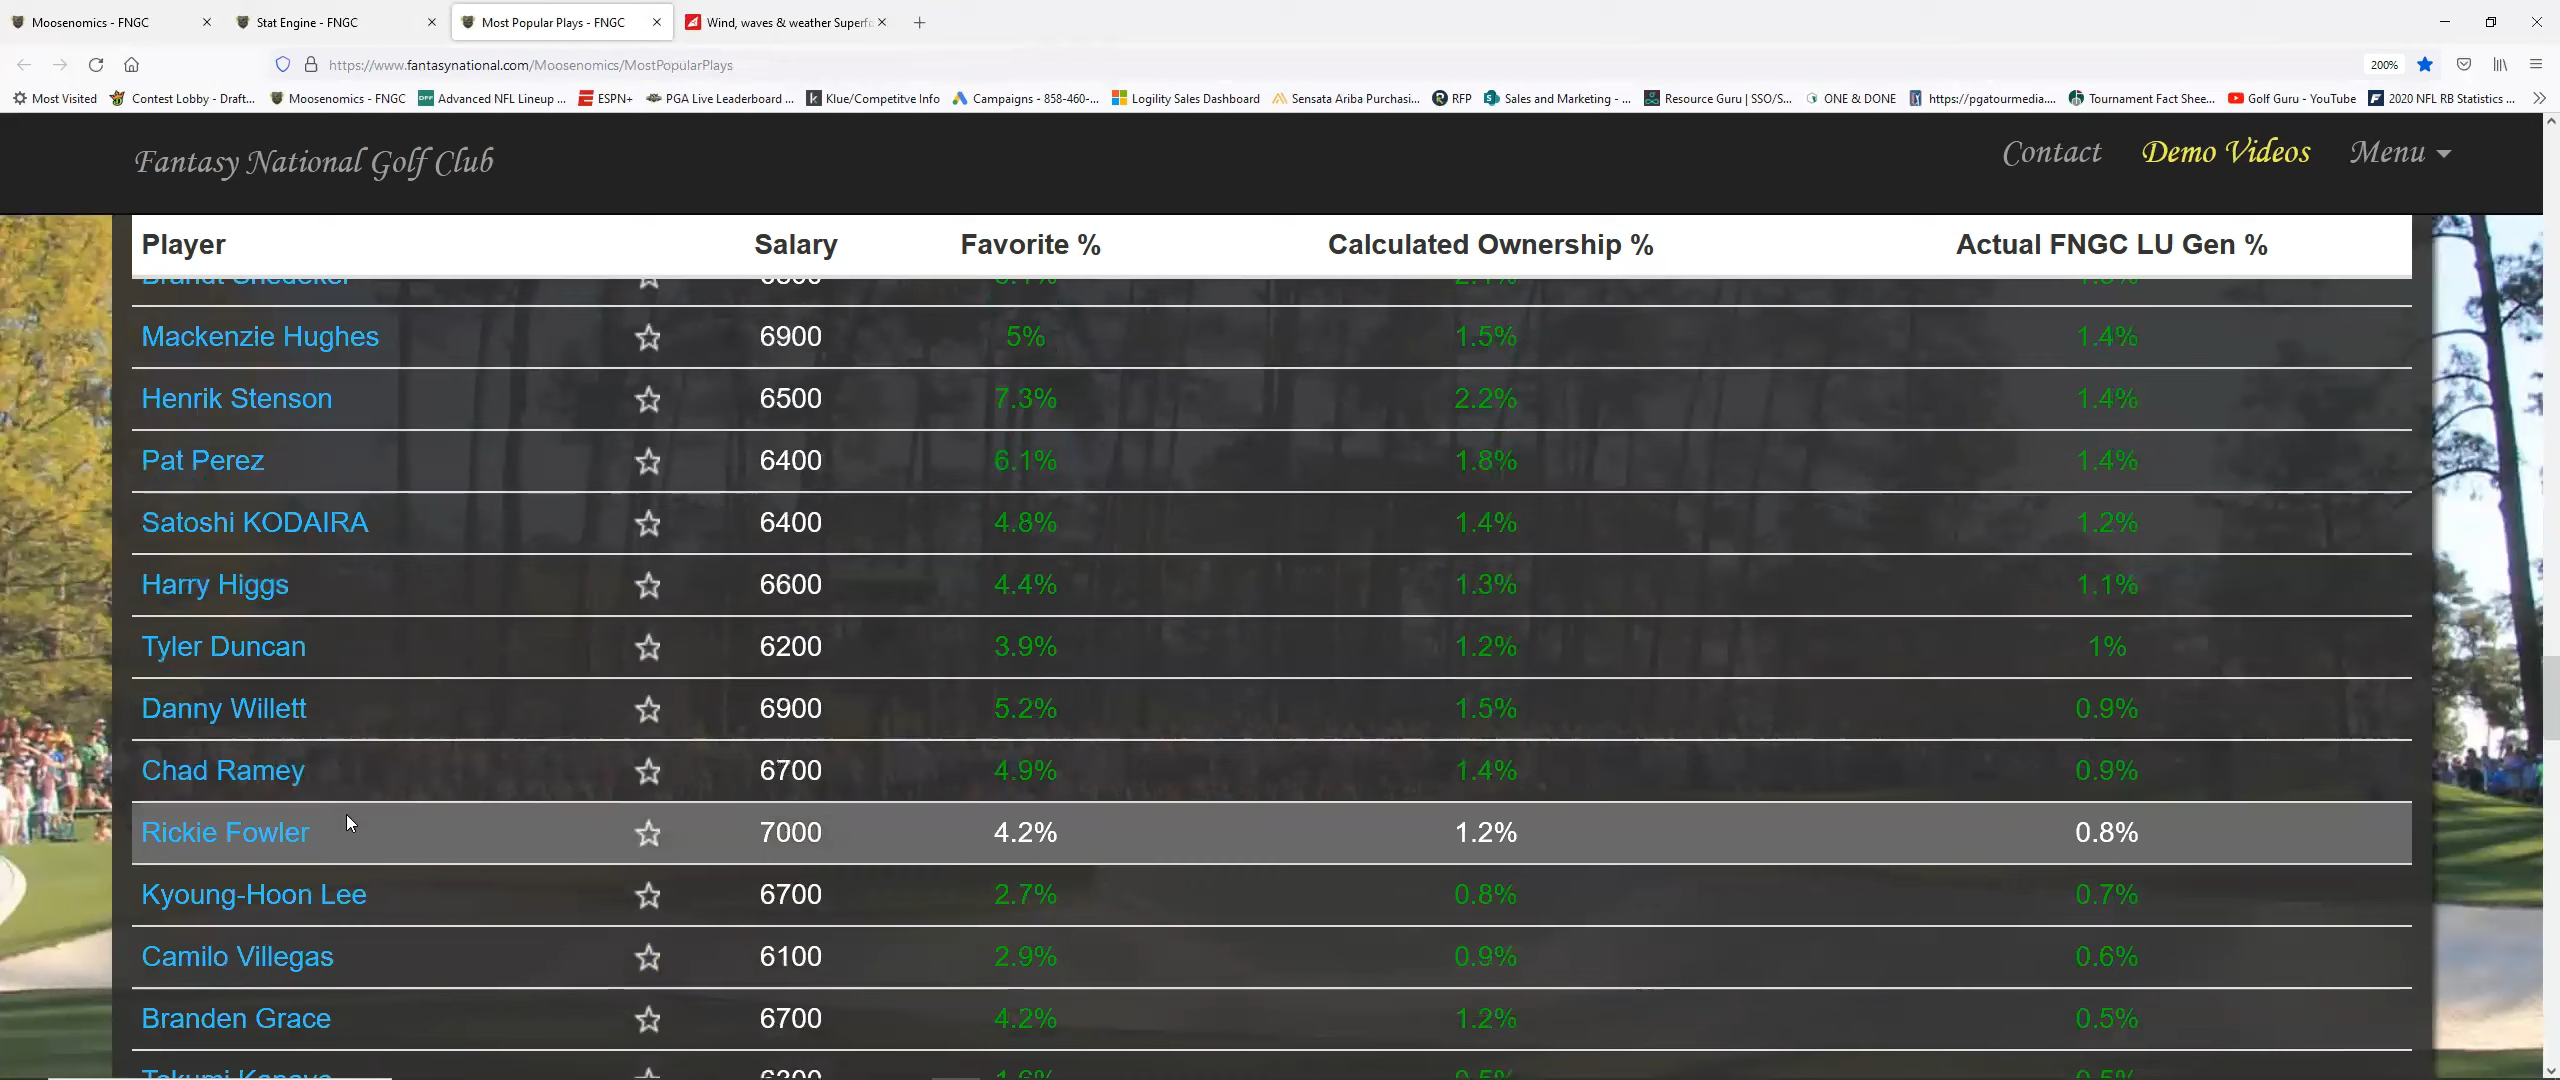 Moosenomics - FNGC
Stat Engine - FNGC
Most Popular Plays - FNGC
Wind, waves & weather Superfo
https://www.fantasynational.com/Moosenomics/MostPopularPlays
200%
Most Visited
Contest Lobby - Draft...
Moosenomics - FNGC
Advanced NFL Lineup ...
ESPN+
PGA Live Leaderboard ...
Klue/Competitve Info
Campaigns - 858-460-...
Logility Sales Dashboard
Sensata Ariba Purchasi...
RFP
Sales and Marketing - ...
Resource Guru | SSO/S...
ONE & DONE
https://pgatourmedia....
Tournament Fact Shee...
Golf Guru - YouTube
2020 NFL RB Statistics ...
Fantasy National Golf Club
Contact
Demo Videos
Menu
Player Salary Favorite % Calculated Ownership % Actual FNGC LU Gen %
Brandt Snedeker
Mackenzie Hughes 6900 5% 1.5% 1.4%
Henrik Stenson 6500 7.3% 2.2% 1.4%
Pat Perez 6400 6.1% 1.8% 1.4%
Satoshi KODAIRA 6400 4.8% 1.4% 1.2%
Harry Higgs 6600 4.4% 1.3% 1.1%
Tyler Duncan 6200 3.9% 1.2% 1%
Danny Willett 6900 5.2% 1.5% 0.9%
Chad Ramey 6700 4.9% 1.4% 0.9%
Rickie Fowler 7000 4.2% 1.2% 0.8%
Kyoung-Hoon Lee 6700 2.7% 0.8% 0.7%
Camilo Villegas 6100 2.9% 0.9% 0.6%
Branden Grace 6700 4.2% 1.2% 0.5%